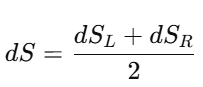 dS = \frac{dS_L + dS_R}{2}